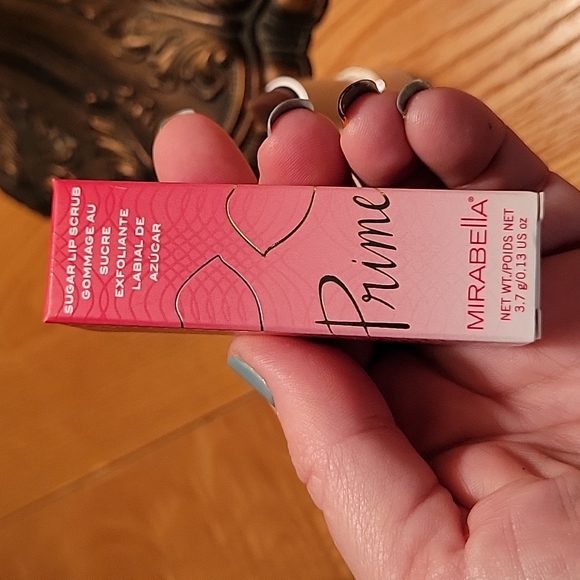 SUGAR LIP SCRUB
GOMMAGE AU
SUCRE
EXFOLIANTE
LABIAL DE
AZÚCAR
Prime
MIRABEllA®
NET WT./POIDS NET
3.7 g/0.13 US oz